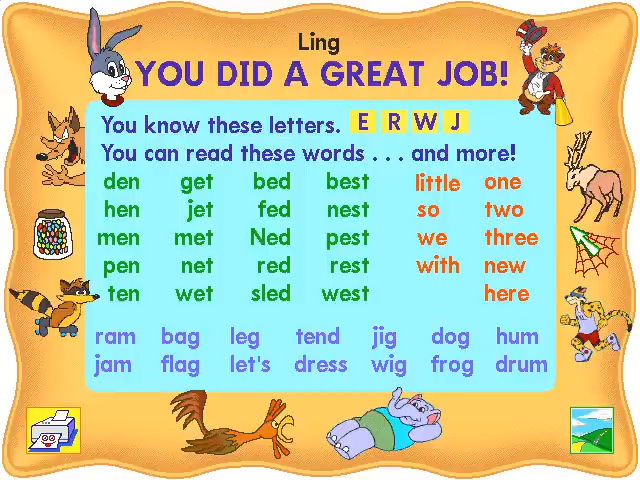 Ling
YOU DID A GREAT JOB!
You know these letters. E R W J
You can read these words . . . and more!
den get bed best little one
hen jet fed nest so two
men met Ned pest we three
pen net red rest with new
ten wet sled west here
ram bag leg tend jig dog hum
jam flag let's dress wig frog drum